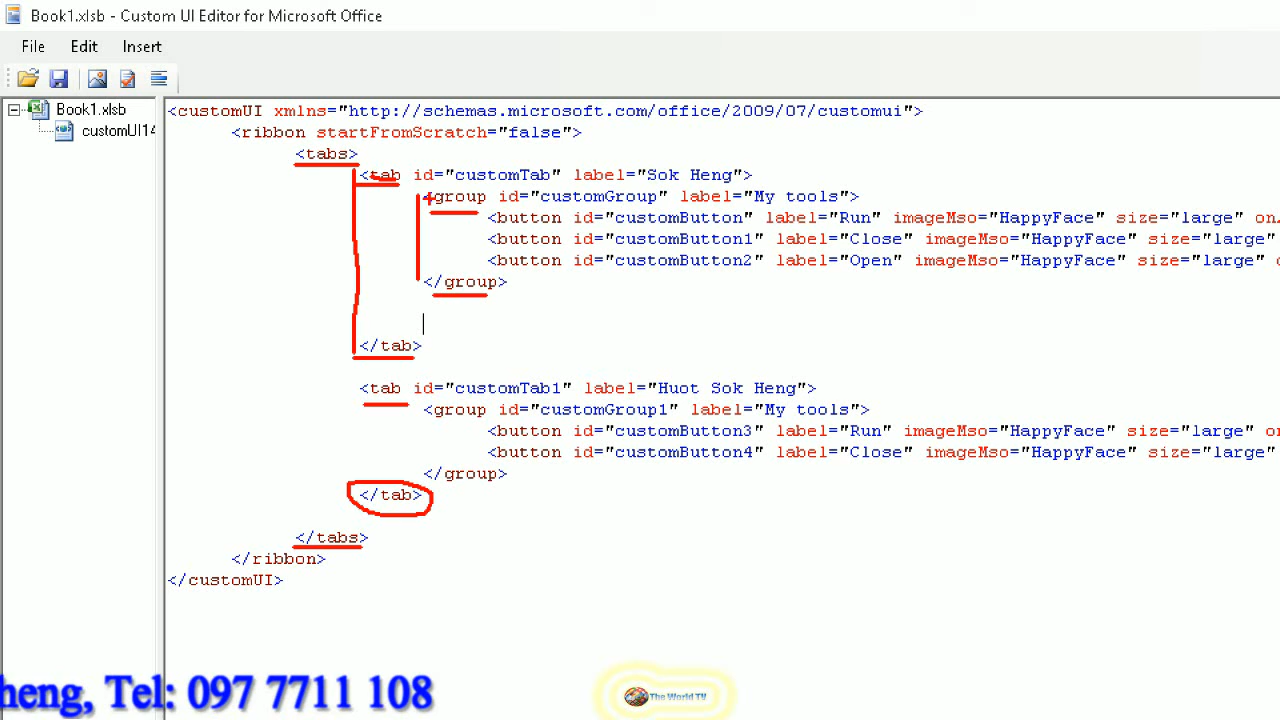 Book1.xlsb - Custom UI Editor for Microsoft Office
File Edit Insert
Book1.xlsb
customUI14
<customUI xmlns="http://schemas.microsoft.com/office/2009/07/customui">
<ribbon startFromScratch="false">
<tabs>
<tab id="customTab" label="Sok Heng">
<group id="customGroup" label="My tools">
<button id="customButton" label="Run" imageMso="HappyFace" size="large" on
<button id="customButton1" label="Close" imageMso="HappyFace" size="large"
<button id="customButton2" label="Open" imageMso="HappyFace" size="large" o
</group>
</tab>
<tab id="customTab1" label="Huot Sok Heng">
<group id="customGroup1" label="My tools">
<button id="customButton3" label="Run" imageMso="HappyFace" size="large" on
<button id="customButton4" label="Close" imageMso="HappyFace" size="large"
</group>
</tab>
</tabs>
</ribbon>
</customUI>
heng, Tel: 097 7711 108
The World TV